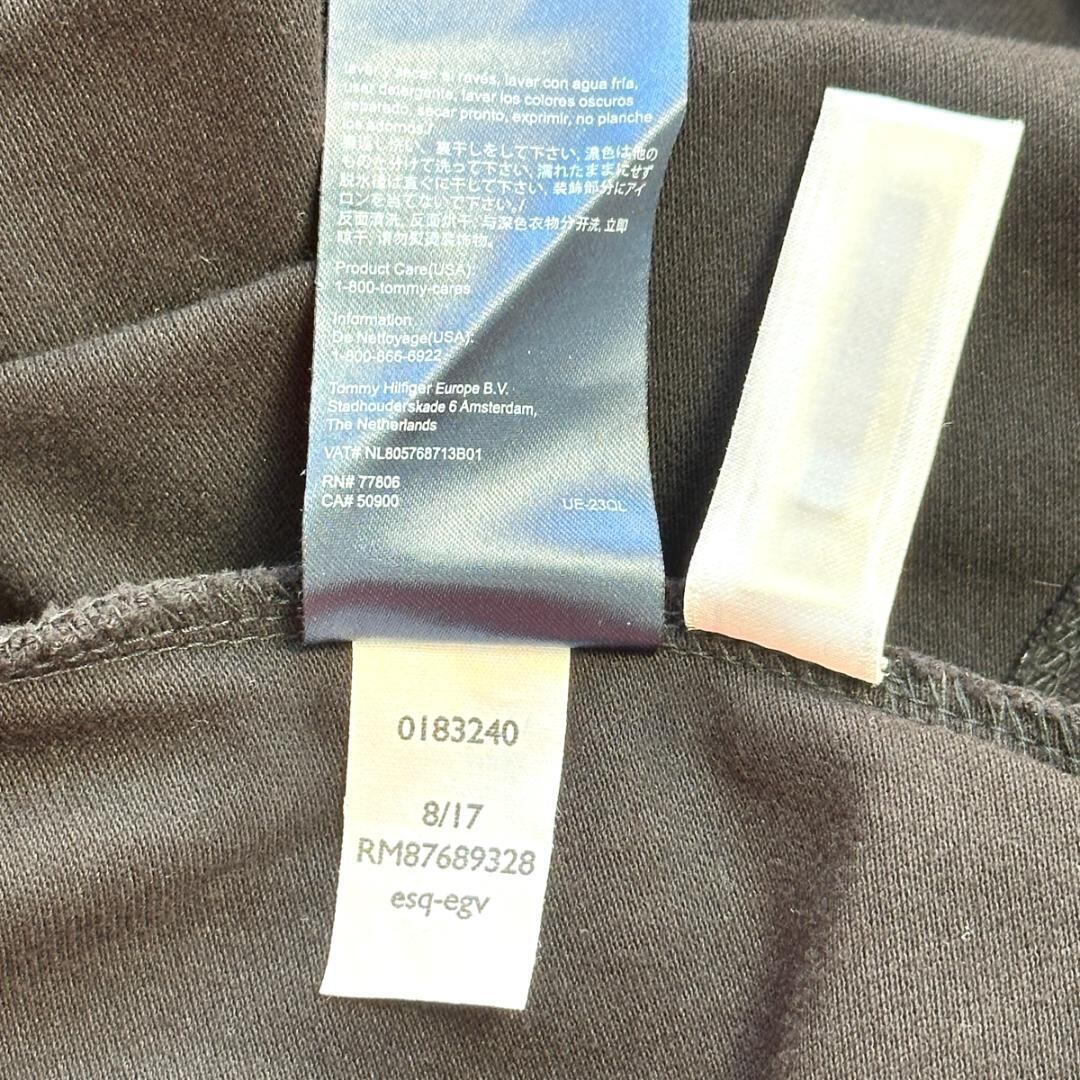 lavar y secar al revés, lavar con agua fría,
usar detergente, lavar los colores oscuros
separado, secar pronto, exprimir, no planche
los adornos./
裏返し洗い、裏干しをして下さい, 濃色は他の
ものと分けて洗って下さい, 濡れたままにせず
脱水後は直ぐに干して下さい, 装飾部分にアイ
ロンを当てないで下さい。/
反面清洗, 反面烘干, 与深色衣物分开洗, 立即
晾干, 请勿熨烫装饰物。
Product Care(USA):
1-800-tommy-cares
Information
De Nettoyage(USA):
1-800-866-6922
Tommy Hilfiger Europe B.V.
Stadhouderskade 6 Amsterdam,
The Netherlands
VAT# NL805768713B01
RN# 77806
CA# 50900
UE-23QL
0183240
8/17
RM87689328
esq-egv